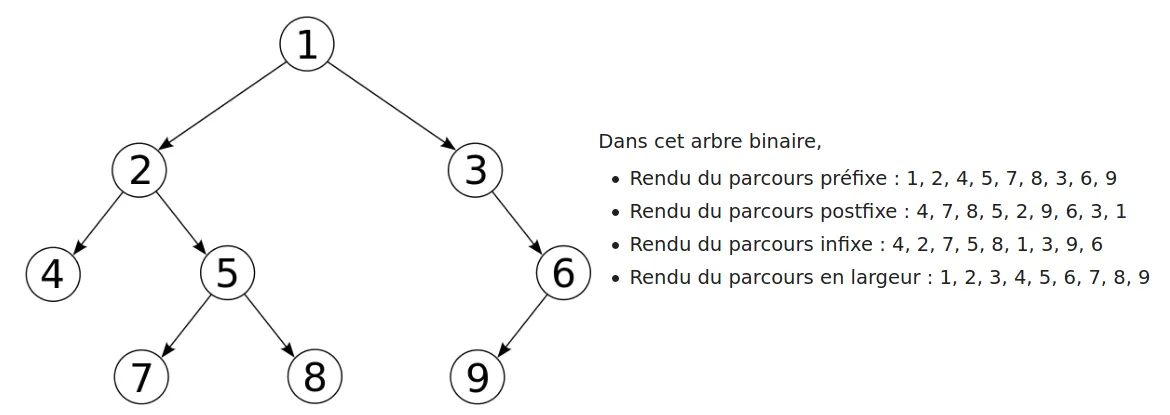 1
2
3
4
5
6
7
8
9
Dans cet arbre binaire,
• Rendu du parcours préfixe : 1, 2, 4, 5, 7, 8, 3, 6, 9
• Rendu du parcours postfixe : 4, 7, 8, 5, 2, 9, 6, 3, 1
• Rendu du parcours infixe : 4, 2, 7, 5, 8, 1, 3, 9, 6
• Rendu du parcours en largeur : 1, 2, 3, 4, 5, 6, 7, 8, 9